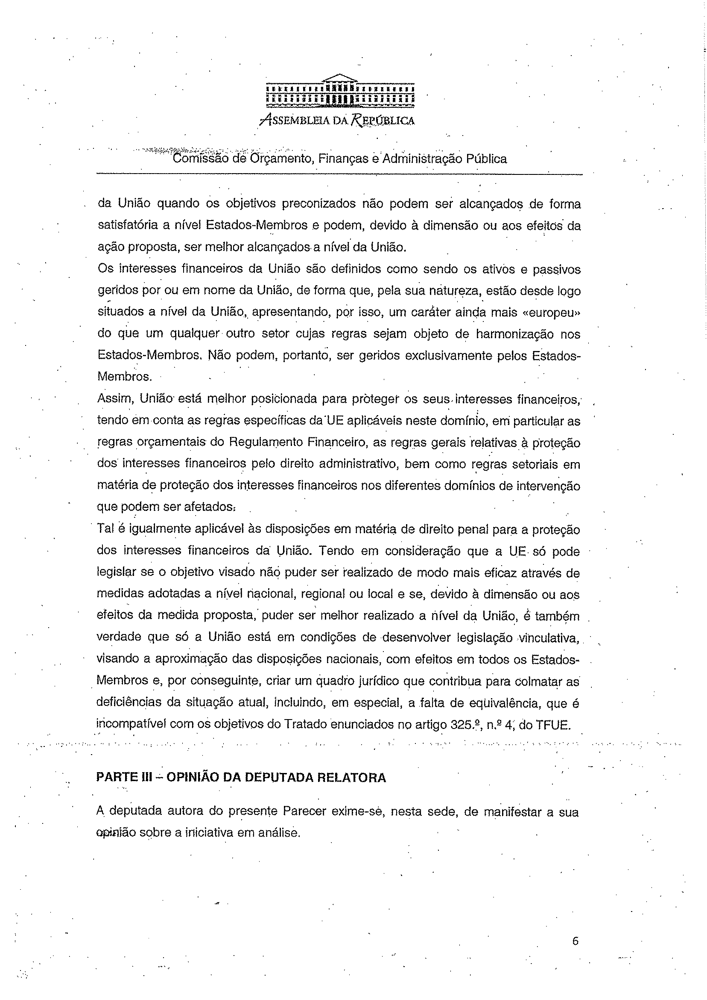 ASSEMBLEIA DA REPÚBLICA
Comissão de Orçamento, Finanças e Administração Pública
da União quando os objetivos preconizados não podem ser alcançados de forma
satisfatória a nível Estados-Membros e podem, devido à dimensão ou aos efeitos da
ação proposta, ser melhor alcançados a nível da União.
Os interesses financeiros da União são definidos como sendo os ativos e passivos
geridos por ou em nome da União, de forma que, pela sua natureza, estão desde logo
situados a nível da União, apresentando, por isso, um caráter ainda mais «europeu»
do que um qualquer outro setor cujas regras sejam objeto de harmonização nos
Estados-Membros. Não podem, portanto, ser geridos exclusivamente pelos Estados-
Membros.
Assim, União está melhor posicionada para proteger os seus interesses financeiros,
tendo em conta as regras específicas da UE aplicáveis neste domínio, em particular as
regras orçamentais do Regulamento Financeiro, as regras gerais relativas à proteção
dos interesses financeiros pelo direito administrativo, bem como regras setoriais em
matéria de proteção dos interesses financeiros nos diferentes domínios de intervenção
que podem ser afetados.
Tal é igualmente aplicável às disposições em matéria de direito penal para a proteção
dos interesses financeiros da União. Tendo em consideração que a UE só pode
legislar se o objetivo visado não puder ser realizado de modo mais eficaz através de
medidas adotadas a nível nacional, regional ou local e se, devido à dimensão ou aos
efeitos da medida proposta, puder ser melhor realizado a nível da União, é também
verdade que só a União está em condições de desenvolver legislação vinculativa,
visando a aproximação das disposições nacionais, com efeitos em todos os Estados-
Membros e, por conseguinte, criar um quadro jurídico que contribua para colmatar as
deficiências da situação atual, incluindo, em especial, a falta de equivalência, que é
incompatível com os objetivos do Tratado enunciados no artigo 325.º, n.º 4, do TFUE.
PARTE III – OPINIÃO DA DEPUTADA RELATORA
A deputada autora do presente Parecer exime-se, nesta sede, de manifestar a sua
opinião sobre a iniciativa em análise.
6